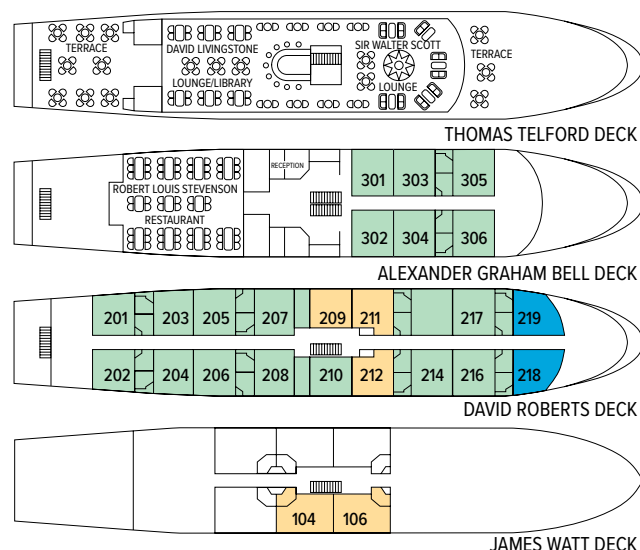 TERRACE
DAVID LIVINGSTONE
LOUNGE/LIBRARY
SIR WALTER SCOTT
LOUNGE
TERRACE
THOMAS TELFORD DECK
ROBERT LOUIS STEVENSON
RESTAURANT
RECEPTION
301 303 305
302 304 306
ALEXANDER GRAHAM BELL DECK
201 203 205 207 209 211 217 219
202 204 206 208 210 212 214 216 218
DAVID ROBERTS DECK
104 106
JAMES WATT DECK